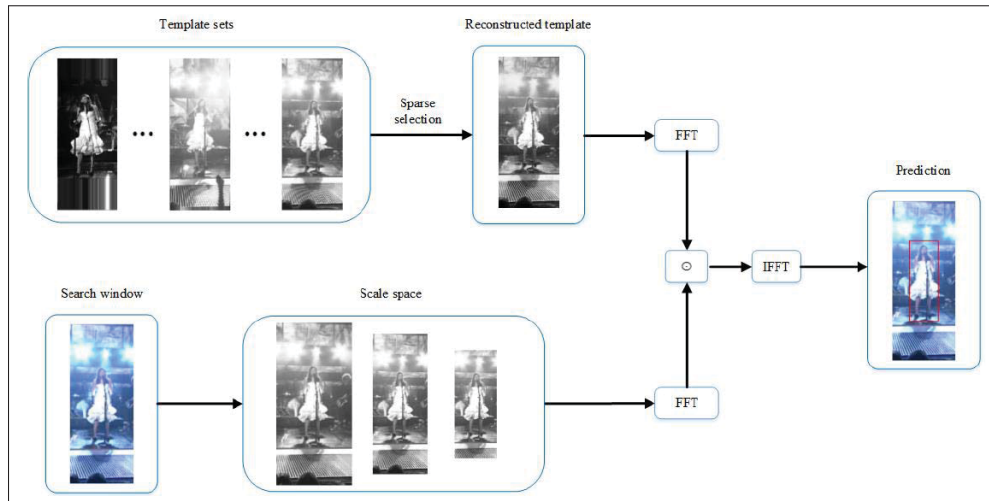 Template sets
Reconstructed template
Sparse
selection
FFT
Prediction
⊙
IFFT
Search window
Scale space
FFT